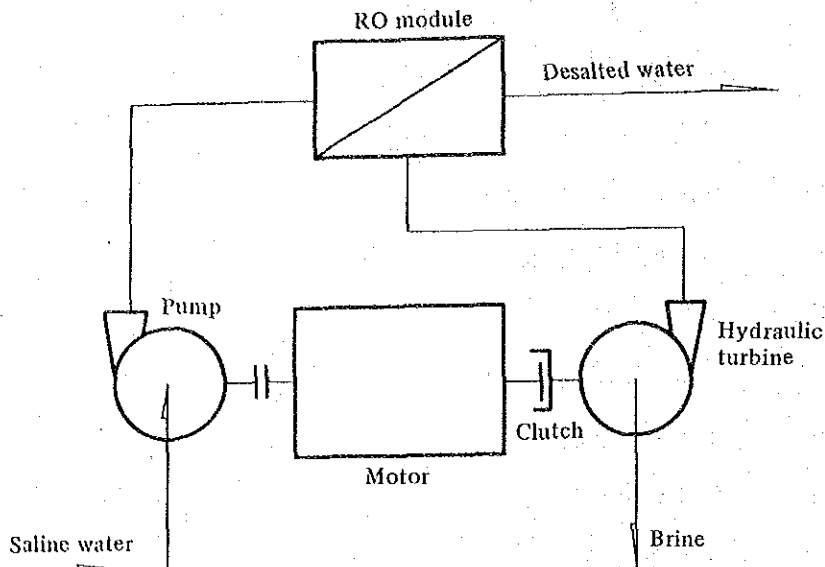 RO module
Desalted water
Pump
Hydraulic
turbine
Clutch
Motor
Saline water
Brine